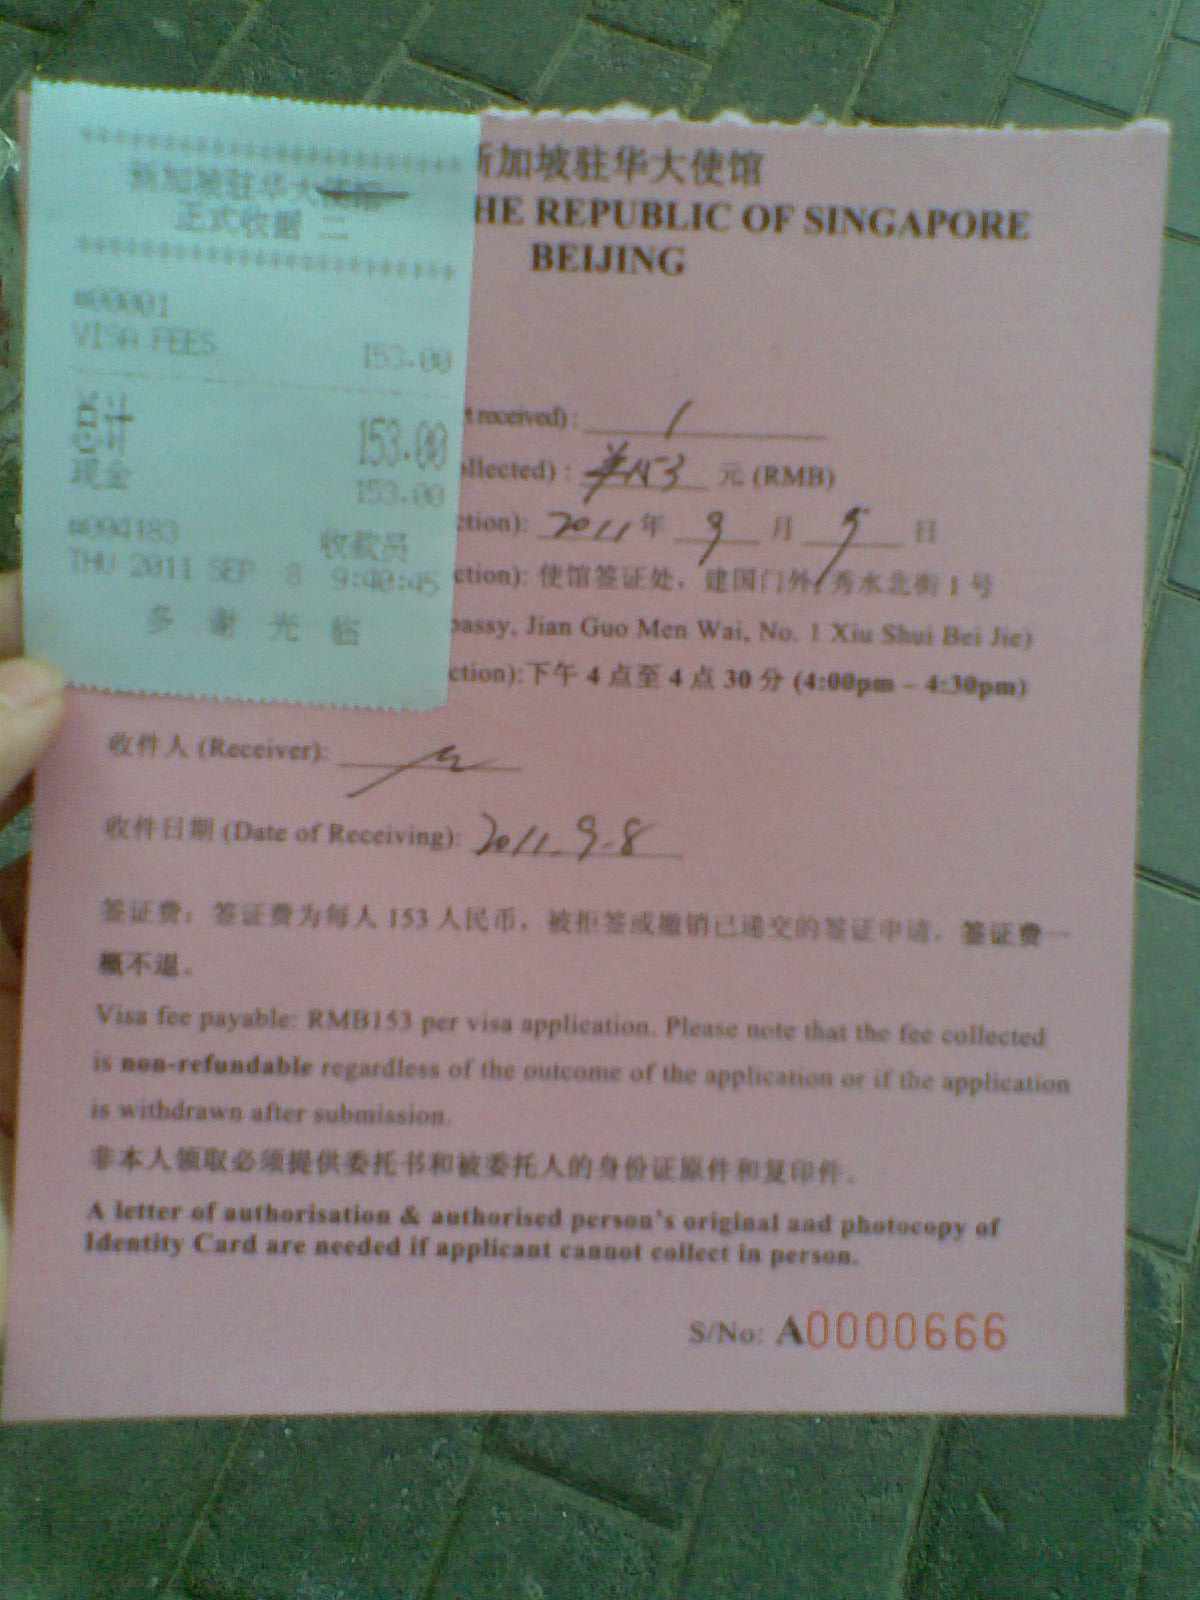 ************************
新加坡驻华大使馆
正式收据 二
************************
#00001
VISA FEES 153.00
总计 153.00
现金 153.00
#004183 收款员
THU 2011 SEP 8 9:40:45
多 谢 光 临
新加坡驻华大使馆
HE REPUBLIC OF SINGAPORE
BEIJING
t received) : 1
ollected) : ¥153 元 (RMB)
ction): 2011 年 9 月 日
ction): 使馆签证处，建国门外，秀水北街 1 号
bassy, Jian Guo Men Wai, No. 1 Xiu Shui Bei Jie)
ction): 下午 4 点至 4 点 30 分 (4:00pm – 4:30pm)
收件人 (Receiver):
收件日期 (Date of Receiving): 2011.9.8
签证费：签证费为每人 153 人民币，被拒签或撤销已递交的签证申请，签证费一
概不退。
Visa fee payable: RMB153 per visa application. Please note that the fee collected
is non-refundable regardless of the outcome of the application or if the application
is withdrawn after submission.
非本人领取必须提供委托书和被委托人的身份证原件和复印件。
A letter of authorisation & authorised person's original and photocopy of
Identity Card are needed if applicant cannot collect in person.
S/No: A0000666